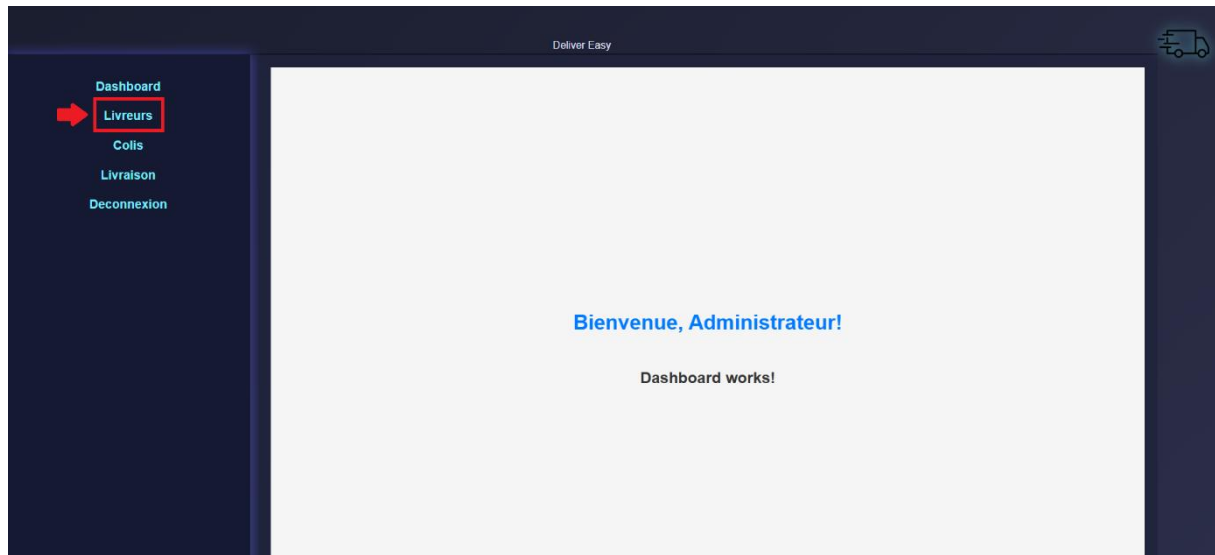 Deliver Easy
Dashboard
Livreurs
Colis
Livraison
Deconnexion
Bienvenue, Administrateur!
Dashboard works!